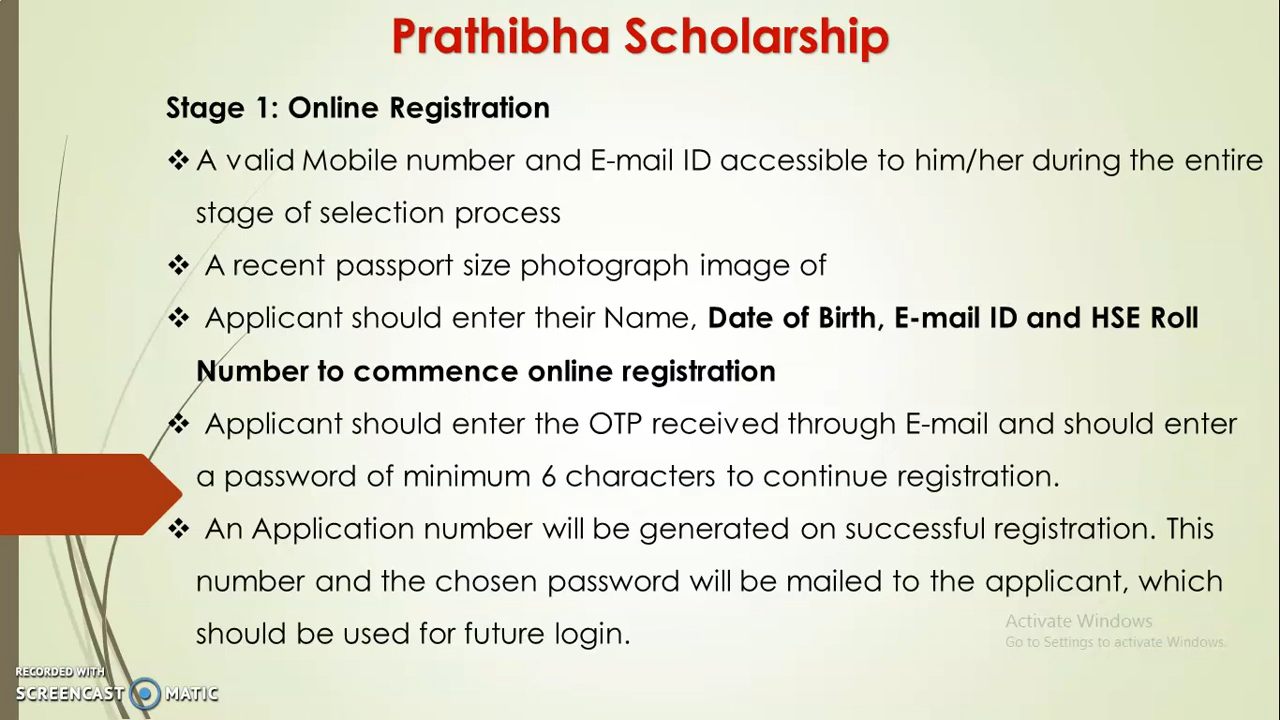 Prathibha Scholarship
Stage 1: Online Registration
❖ A valid Mobile number and E-mail ID accessible to him/her during the entire
stage of selection process
❖ A recent passport size photograph image of
❖ Applicant should enter their Name, Date of Birth, E-mail ID and HSE Roll
Number to commence online registration
❖ Applicant should enter the OTP received through E-mail and should enter
a password of minimum 6 characters to continue registration.
❖ An Application number will be generated on successful registration. This
number and the chosen password will be mailed to the applicant, which
should be used for future login.
Activate Windows
Go to Settings to activate Windows.
RECORDED WITH
SCREENCAST MATIC